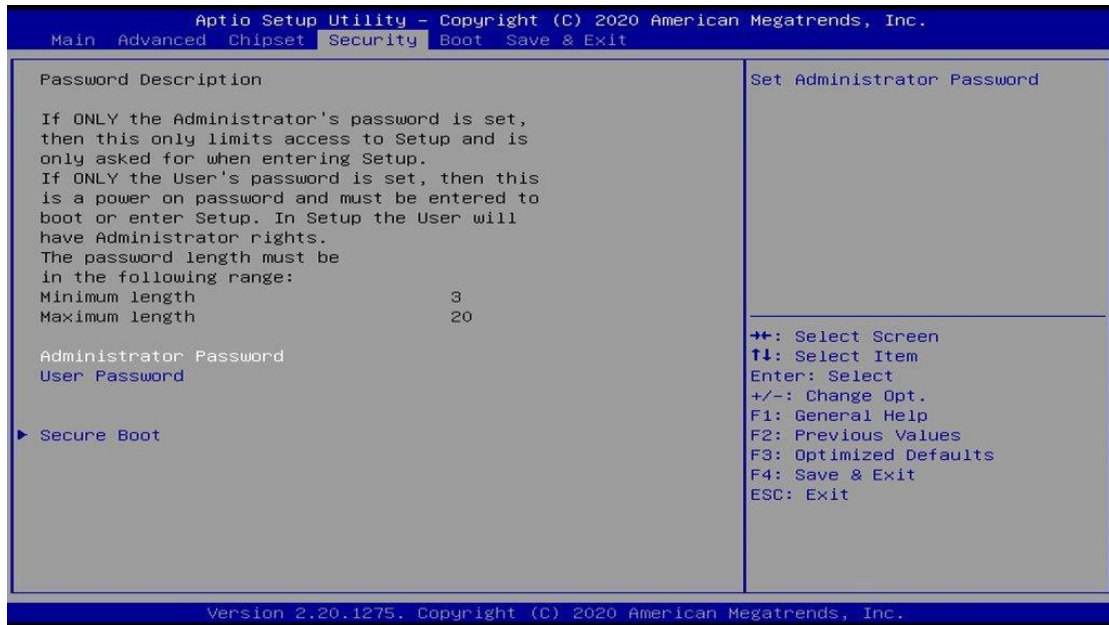 Aptio Setup Utility – Copyright (C) 2020 American Megatrends, Inc.
Main Advanced Chipset Security Boot Save & Exit
Password Description
If ONLY the Administrator's password is set,
then this only limits access to Setup and is
only asked for when entering Setup.
If ONLY the User's password is set, then this
is a power on password and must be entered to
boot or enter Setup. In Setup the User will
have Administrator rights.
The password length must be
in the following range:
Minimum length 3
Maximum length 20
Administrator Password
User Password
▶ Secure Boot
Set Administrator Password
→←: Select Screen
↑↓: Select Item
Enter: Select
+/-: Change Opt.
F1: General Help
F2: Previous Values
F3: Optimized Defaults
F4: Save & Exit
ESC: Exit
Version 2.20.1275. Copyright (C) 2020 American Megatrends, Inc.